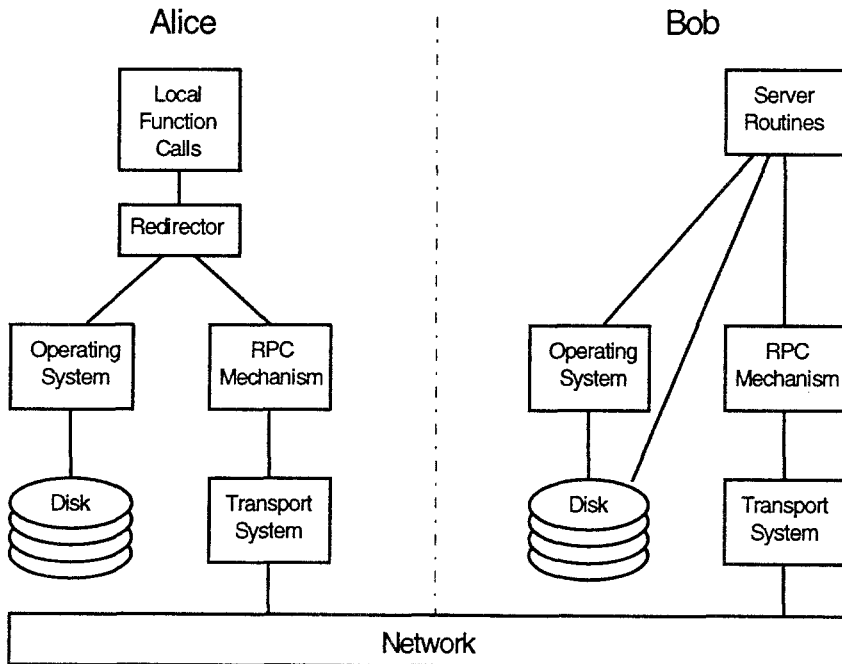 Alice
Bob
Local
Function
Calls
Server
Routines
Redirector
Operating
System
RPC
Mechanism
Operating
System
RPC
Mechanism
Disk
Transport
System
Disk
Transport
System
Network